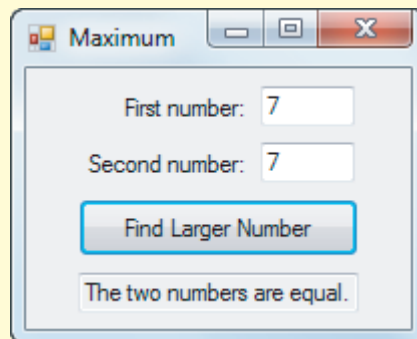 Maximum
First number: 7
Second number: 7
Find Larger Number
The two numbers are equal.